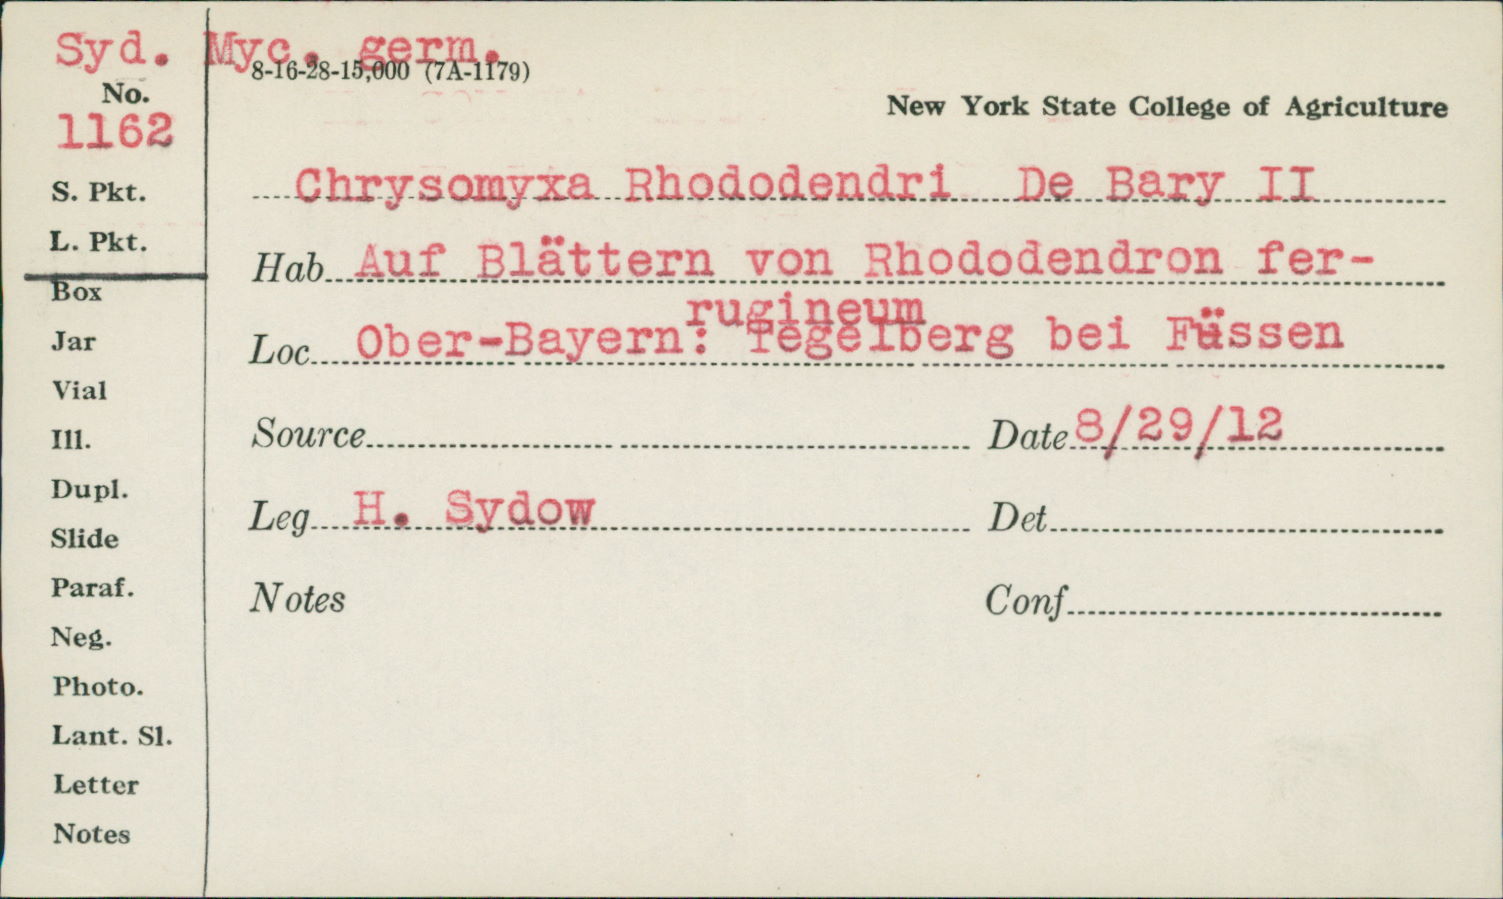 Syd. Myc. germ.
8-16-28-15,000 (7A-1179)
No.
1162
New York State College of Agriculture
S. Pkt.
L. Pkt.
Box
Jar
Vial
Ill.
Dupl.
Slide
Paraf.
Neg.
Photo.
Lant. Sl.
Letter
Notes
Chrysomyxa Rhododendri De Bary II
Hab Auf Blättern von Rhododendron fer-
rugineum
Loc Ober-Bayern: Tegelberg bei Füssen
Source Date 8/29/12
Leg H. Sydow Det
Notes Conf